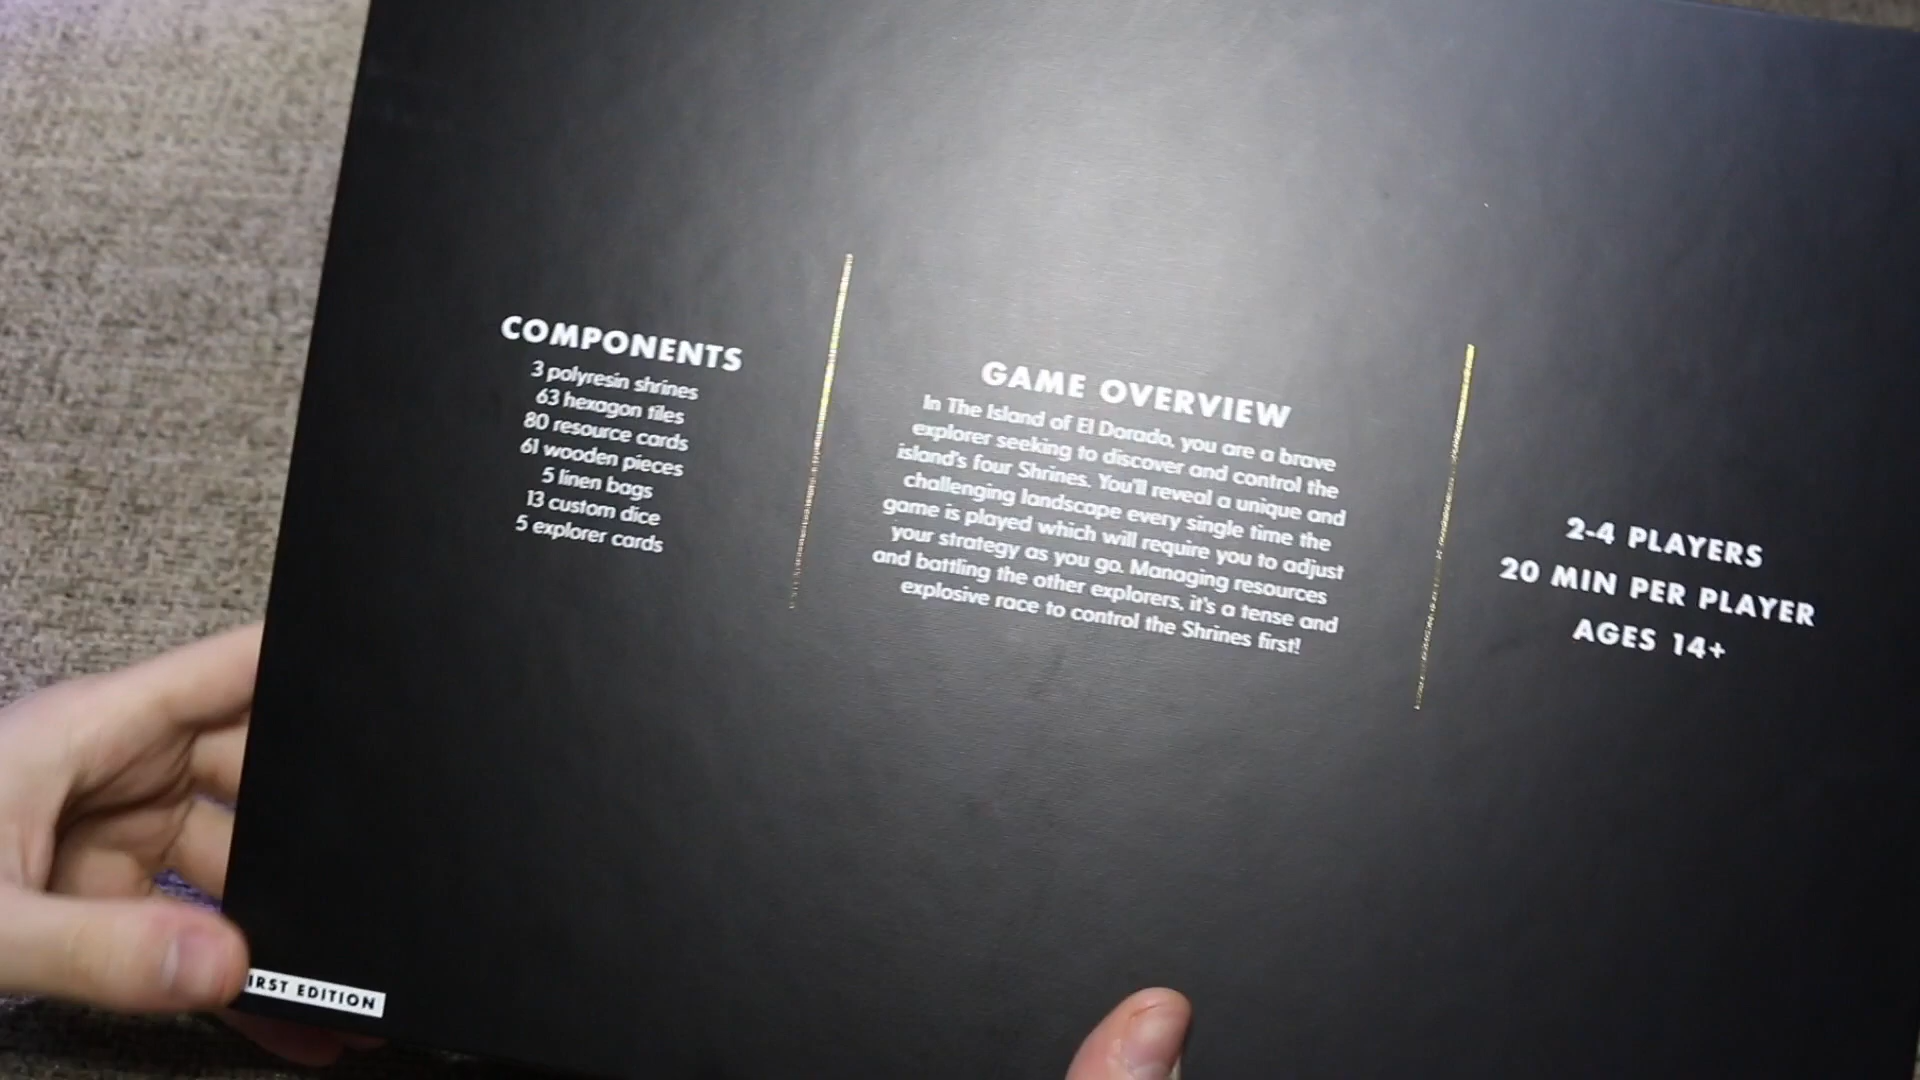 COMPONENTS
3 polyresin shrines
63 hexagon tiles
80 resource cards
61 wooden pieces
5 linen bags
13 custom dice
5 explorer cards
GAME OVERVIEW
In The Island of El Dorado, you are a brave
explorer seeking to discover and control the
island's four Shrines. You'll reveal a unique and
challenging landscape every single time the
game is played which will require you to adjust
your strategy as you go. Managing resources
and battling the other explorers, it's a tense and
explosive race to control the Shrines first!
2-4 PLAYERS
20 MIN PER PLAYER
AGES 14+
IRST EDITION